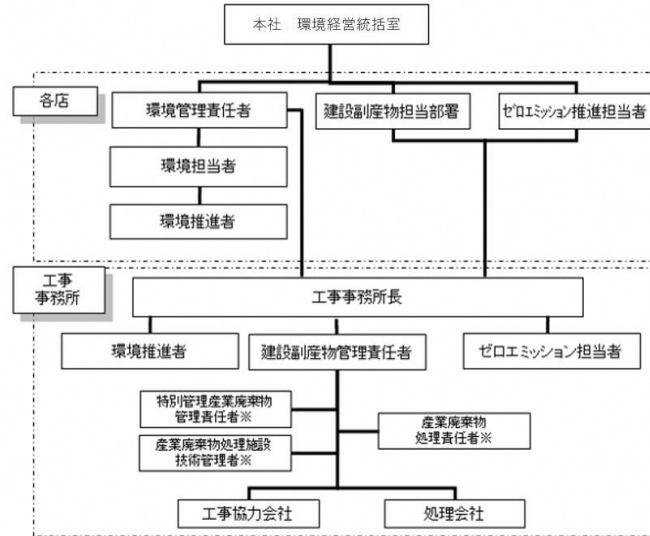 本社　環境経営統括室
各店
環境管理責任者
建設副産物担当部署
ゼロエミッション推進担当者
環境担当者
環境推進者
工事
事務所
工事事務所長
環境推進者
建設副産物管理責任者
ゼロエミッション担当者
特別管理産業廃棄物
管理責任者※
産業廃棄物
処理責任者※
産業廃棄物処理施設
技術管理者※
工事協力会社
処理会社